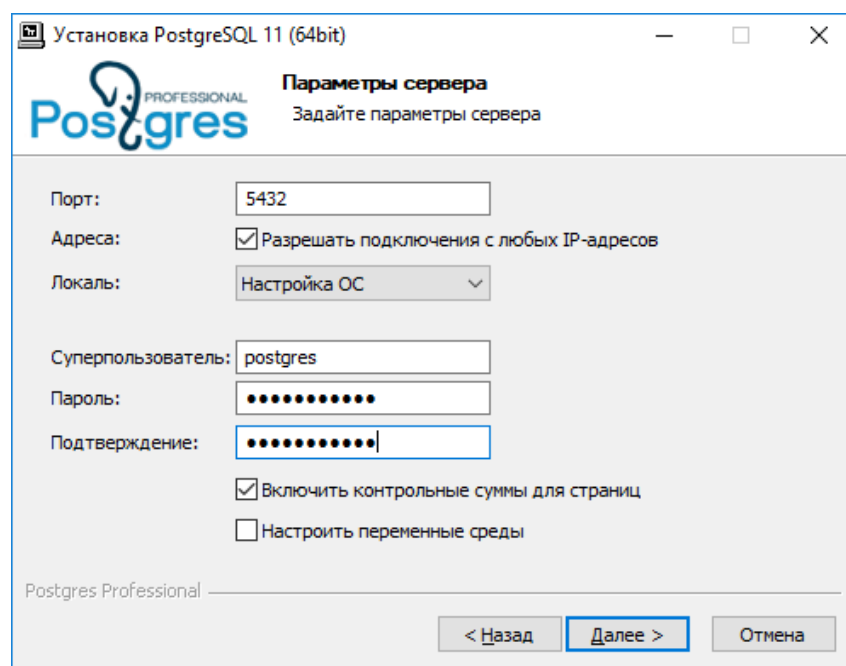 Установка PostgreSQL 11 (64bit)
PROFESSIONAL
Postgres
Параметры сервера
Задайте параметры сервера
Порт: 5432
Адреса: Разрешать подключения с любых IP-адресов
Локаль: Настройка ОС
Суперпользователь: postgres
Пароль: ●●●●●●●●●●●
Подтверждение: ●●●●●●●●●●●
Включить контрольные суммы для страниц
Настроить переменные среды
Postgres Professional
< Назад Далее > Отмена